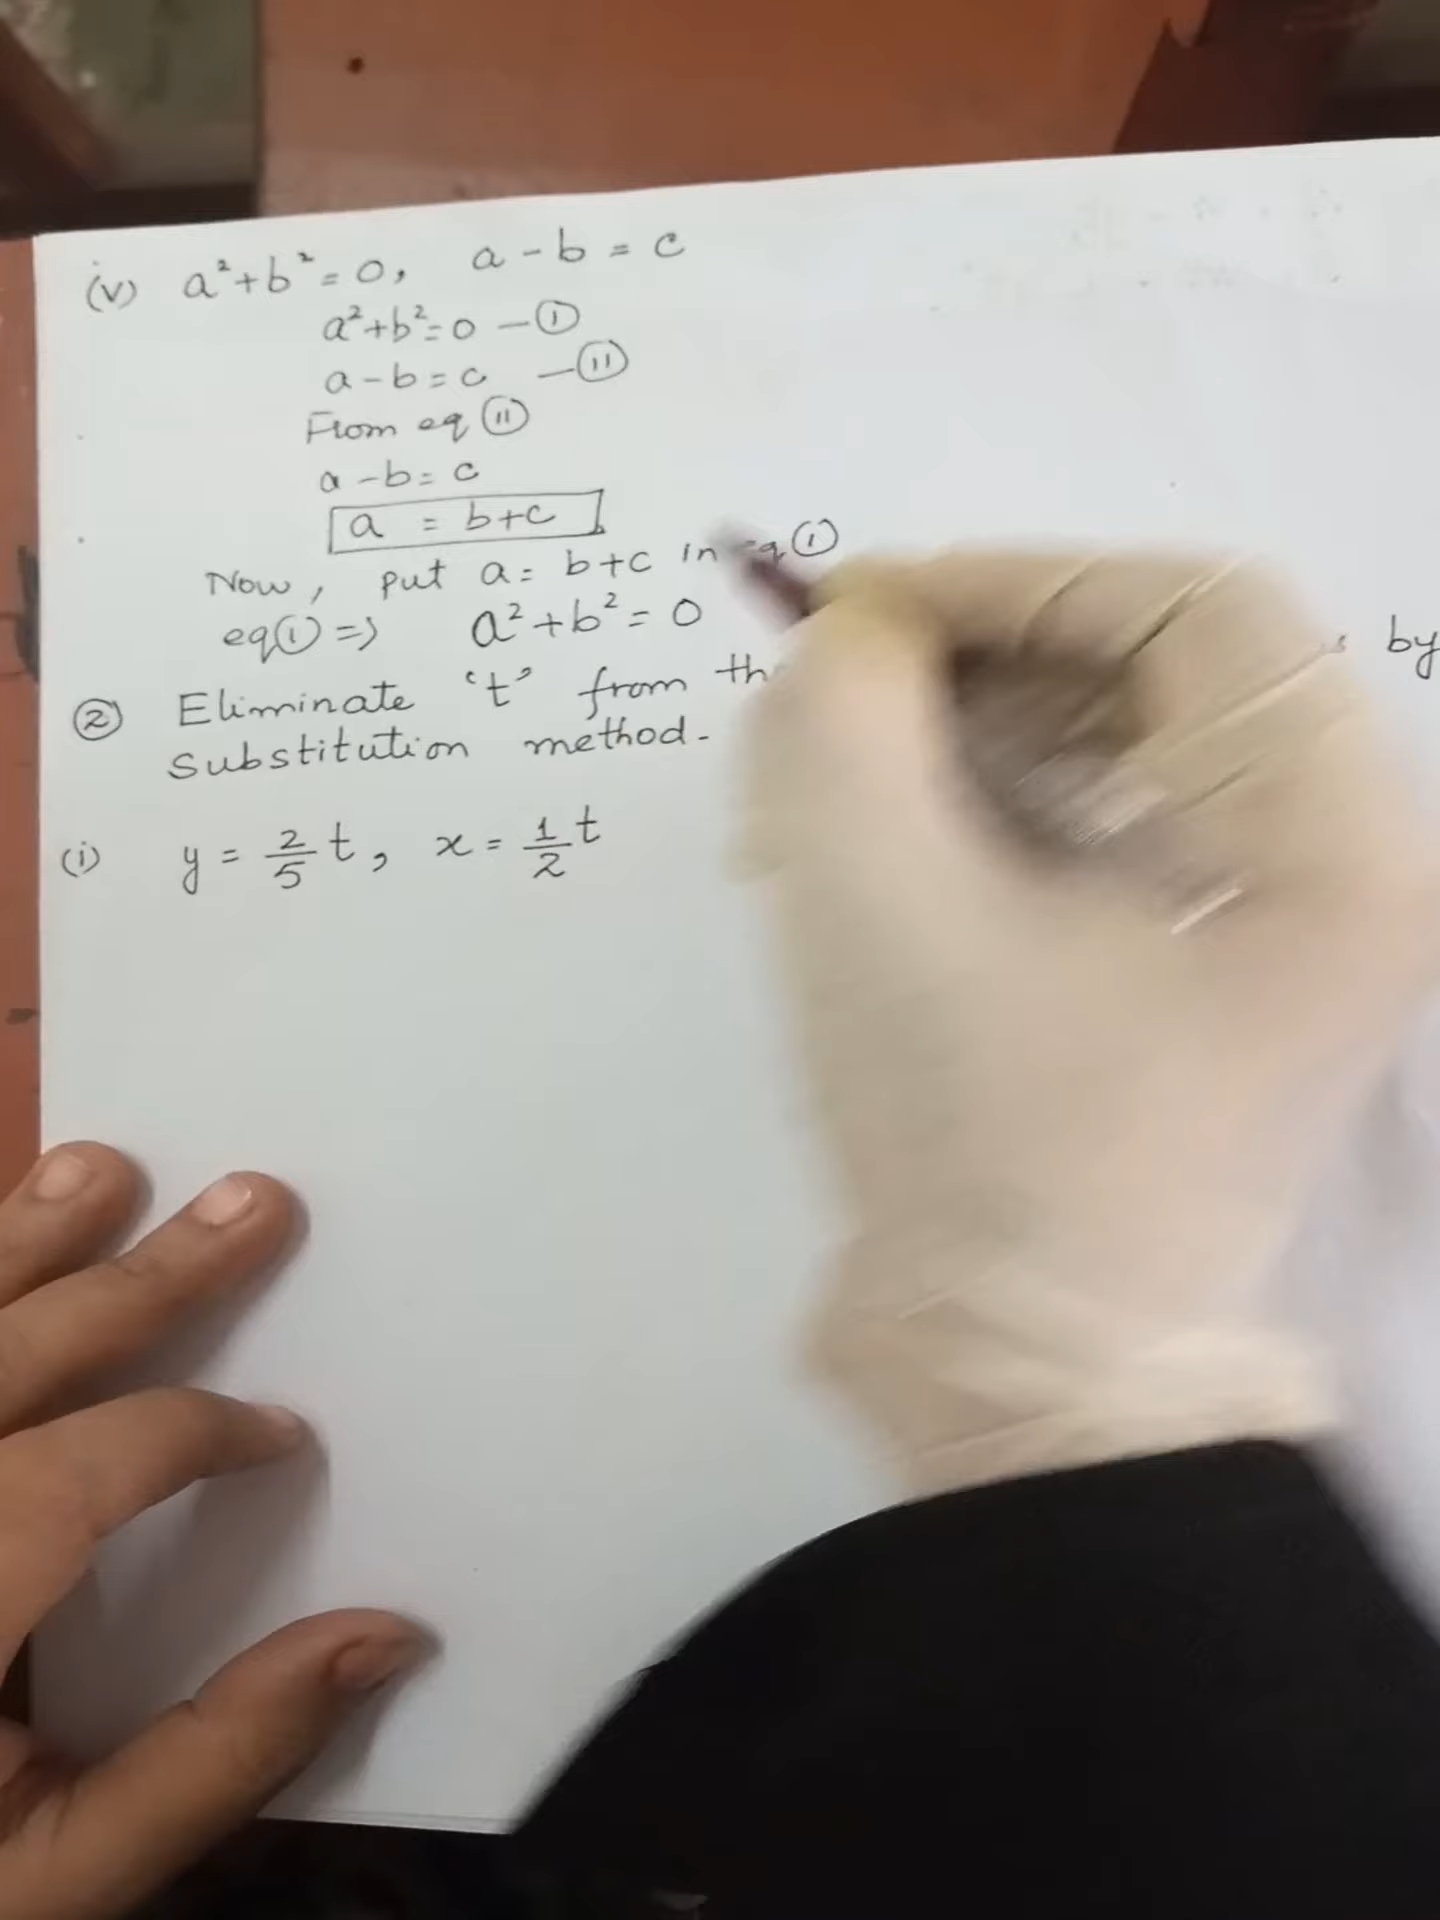 (v) a²+b²=0, a-b=c
a²+b²=0 —(i)
a-b=c —(ii)
From eq (ii)
a-b=c
a = b+c
Now, put a=b+c in eq (i)
eq(i) => a²+b²=0
(2) Eliminate 't' from by
substitution method.
(i) y = 2/5 t, x = 1/2 t